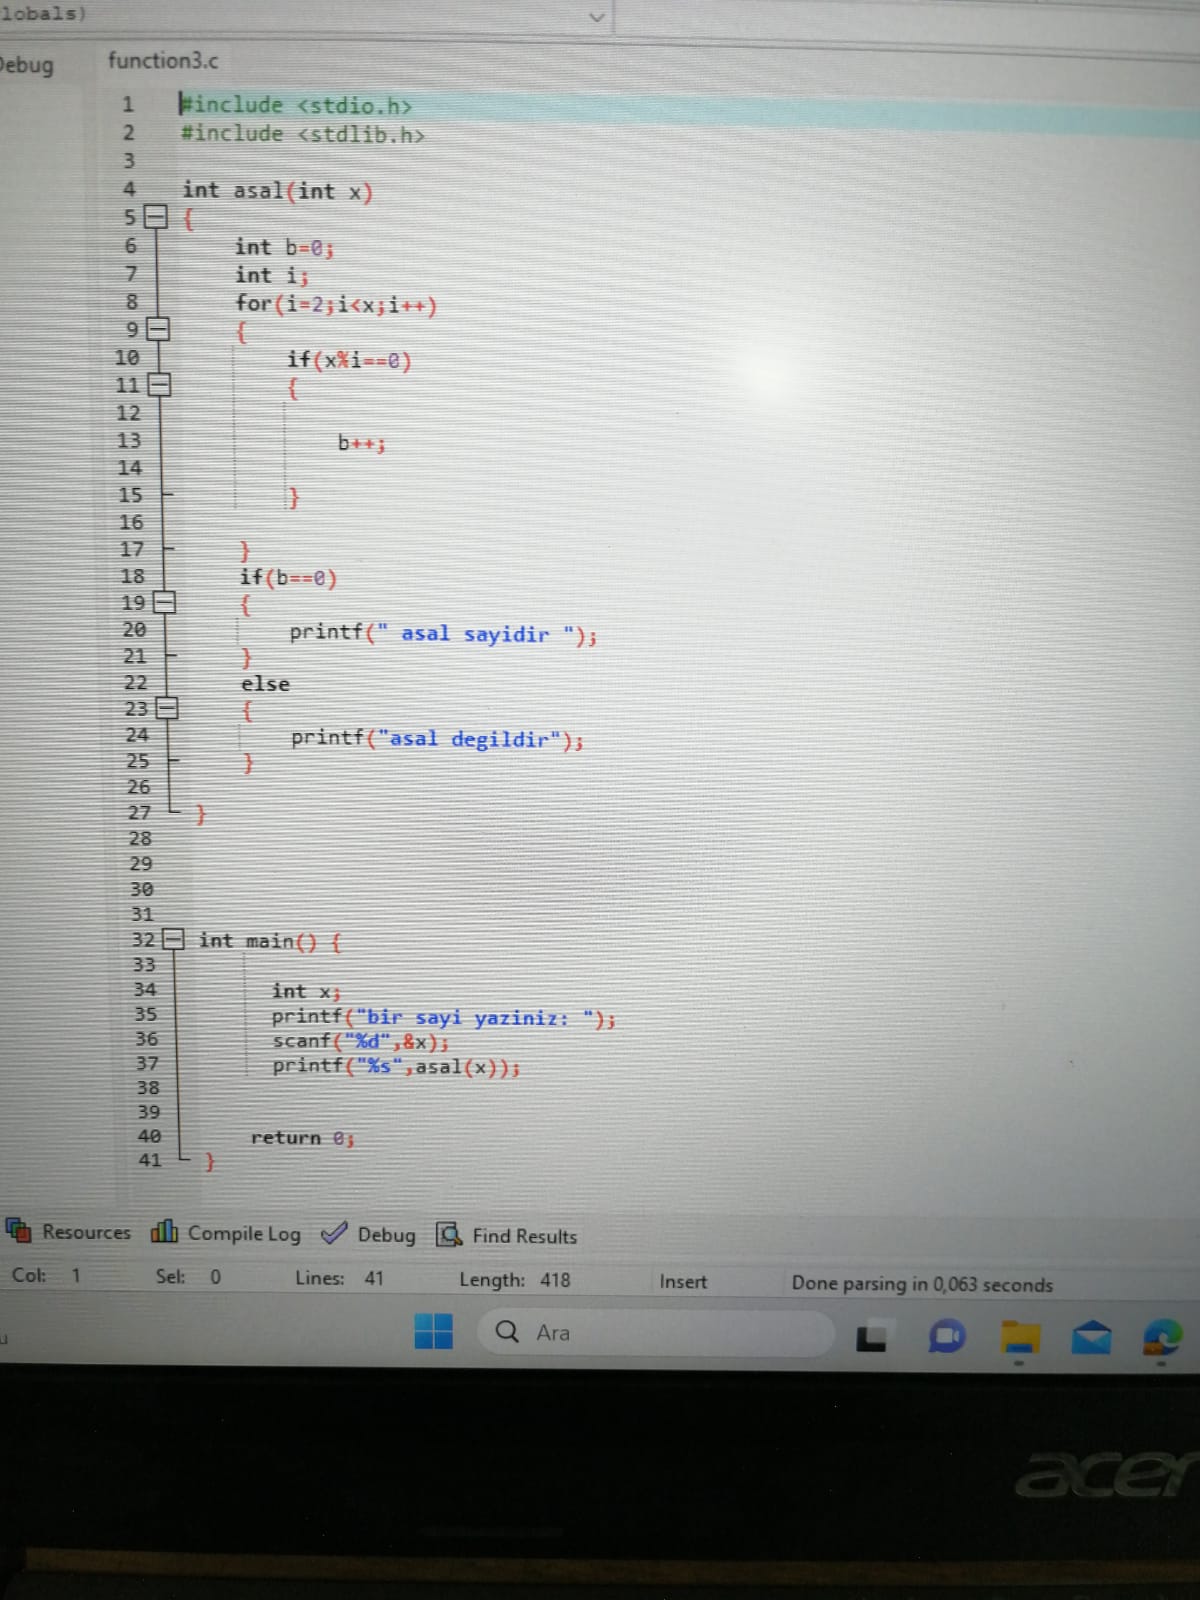 lobals)
Debug function3.c
1 #include <stdio.h>
2 #include <stdlib.h>
3
4 int asal(int x)
5 {
6 int b=0;
7 int i;
8 for(i=2;i<x;i++)
9 {
10 if(x%i==0)
11 {
12
13 b++;
14
15 }
16
17 }
18 if(b==0)
19 {
20 printf(" asal sayidir ");
21 }
22 else
23 {
24 printf("asal degildir");
25 }
26
27 }
28
29
30
31
32 int main() {
33
34 int x;
35 printf("bir sayi yaziniz: ");
36 scanf("%d",&x);
37 printf("%s",asal(x));
38
39
40 return 0;
41 }
Resources Compile Log Debug Find Results
Col: 1 Sel: 0 Lines: 41 Length: 418 Insert Done parsing in 0,063 seconds
Ara
acer